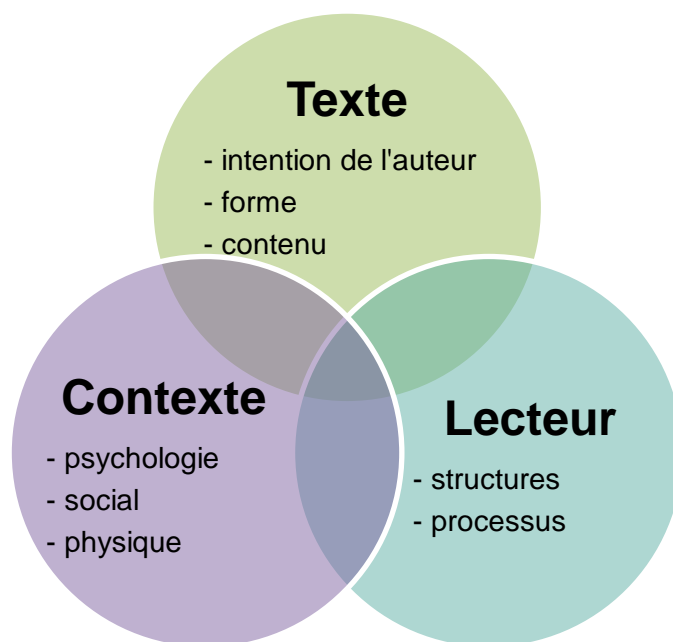 Texte
- intention de l'auteur
- forme
- contenu
Contexte
- psychologie
- social
- physique
Lecteur
- structures
- processus